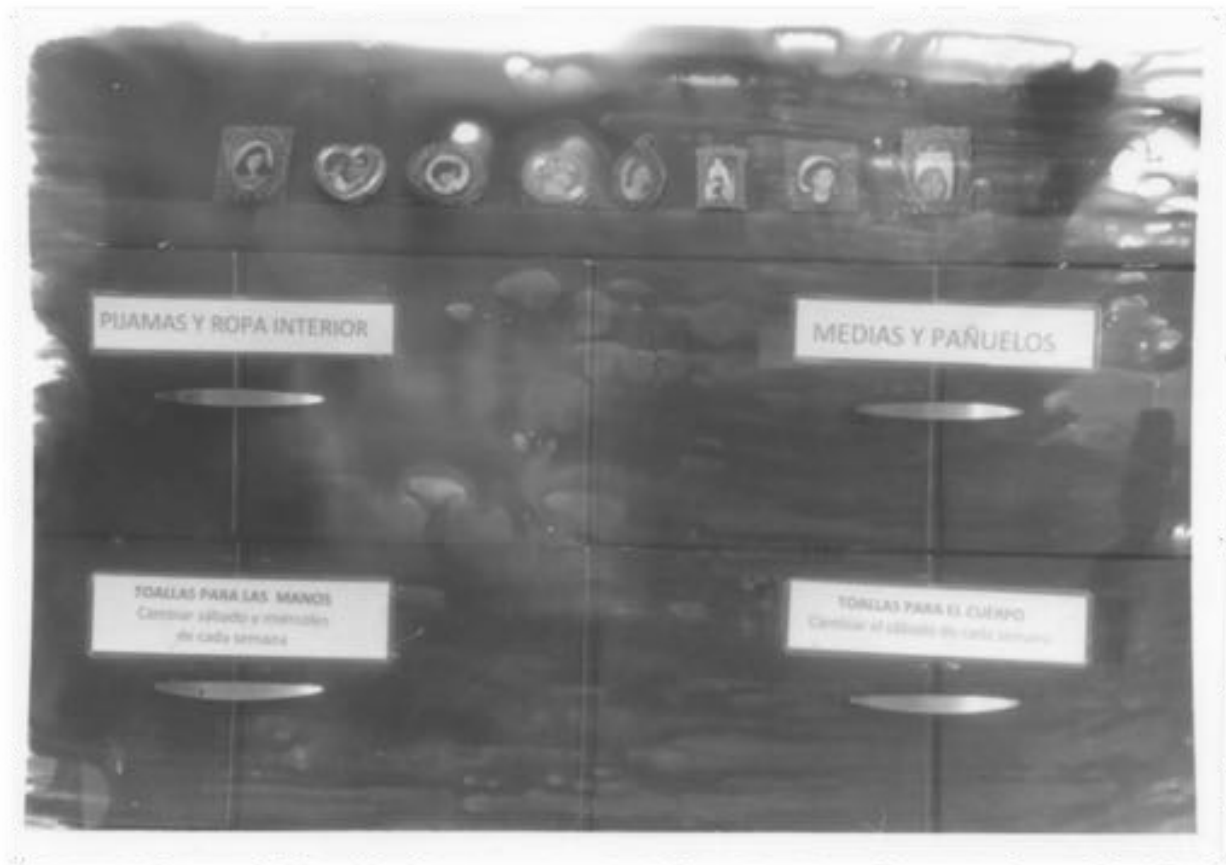 PIJAMAS Y ROPA INTERIOR
MEDIAS Y PAÑUELOS
TOALLAS PARA LAS MANOS
Cambiar sábado y miércoles
de cada semana
TOALLAS PARA EL CUERPO
Cambiar el sábado de cada semana